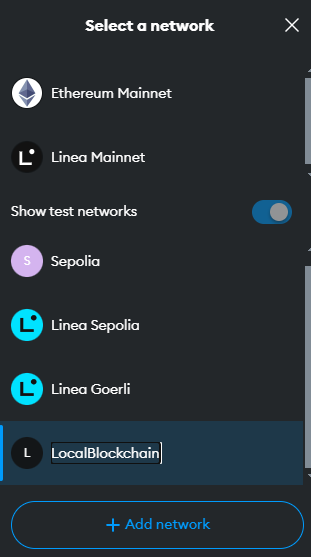 Select a network
Ethereum Mainnet
L
Linea Mainnet
Show test networks
S
Sepolia
L
Linea Sepolia
L
Linea Goerli
L
LocalBlockchain
+ Add network